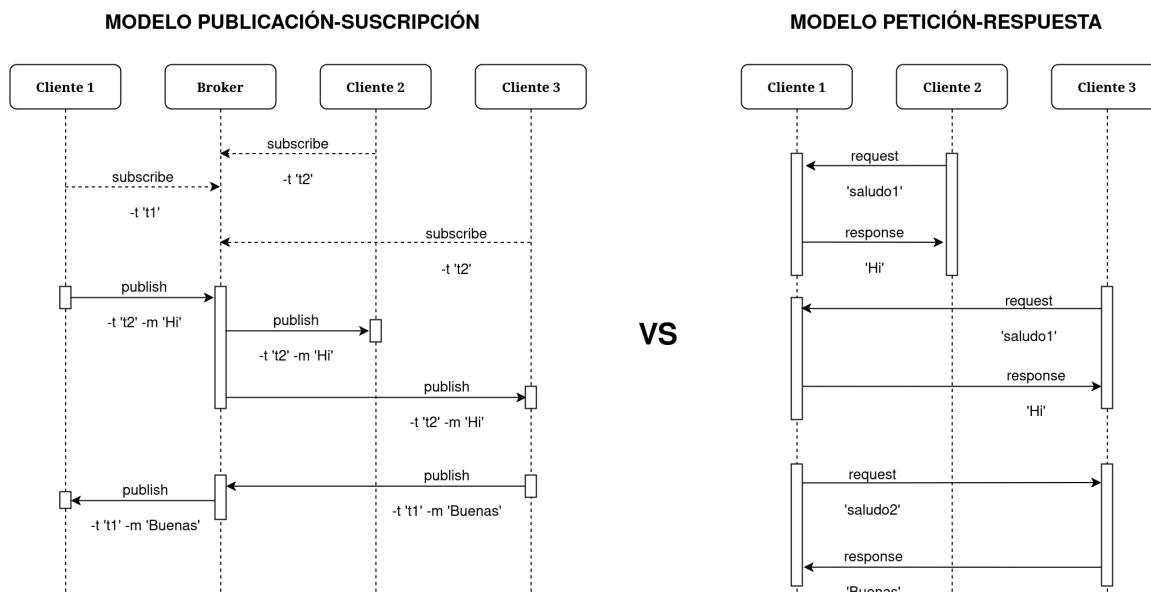 MODELO PUBLICACIÓN-SUSCRIPCIÓN
Cliente 1
Broker
Cliente 2
Cliente 3
subscribe
-t 't2'
subscribe
-t 't1'
subscribe
-t 't2'
publish
-t 't2' -m 'Hi'
publish
-t 't2' -m 'Hi'
publish
-t 't2' -m 'Hi'
publish
-t 't1' -m 'Buenas'
publish
-t 't1' -m 'Buenas'
VS
MODELO PETICIÓN-RESPUESTA
Cliente 1
Cliente 2
Cliente 3
request
'saludo1'
response
'Hi'
request
'saludo1'
response
'Hi'
request
'saludo2'
response
'Buenas'